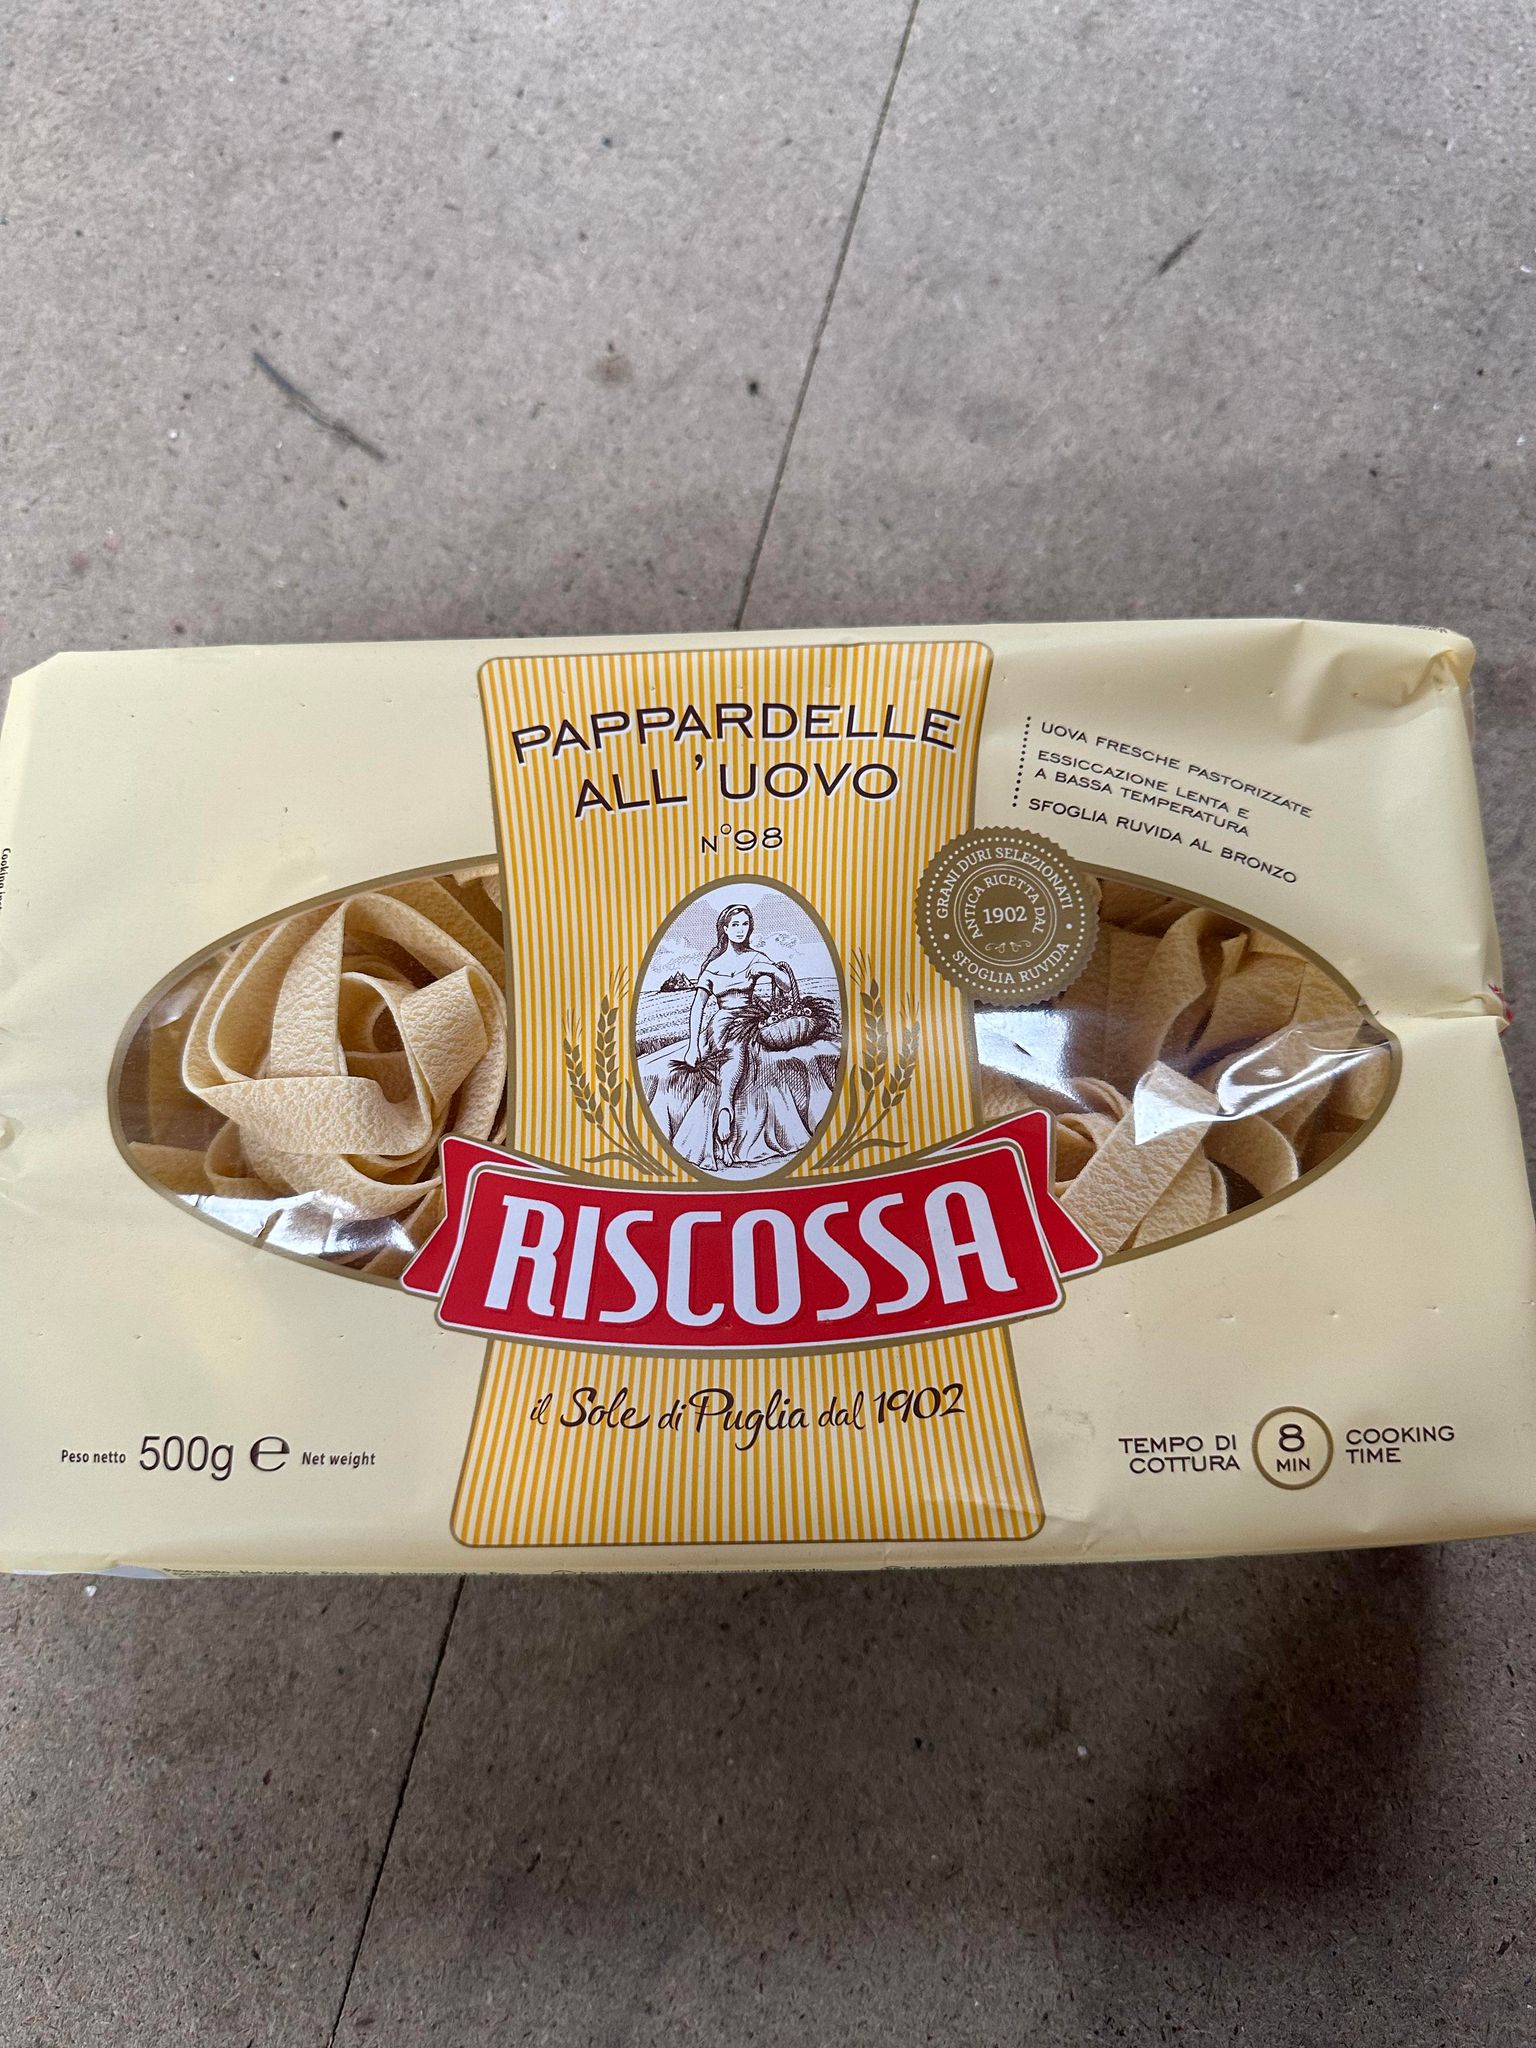 PAPPARDELLE
ALL'UOVO
N°98
UOVA FRESCHE PASTORIZZATE
ESSICCAZIONE LENTA E
A BASSA TEMPERATURA
SFOGLIA RUVIDA AL BRONZO
GRANI DURI SELEZIONATI
ANTICA RICETTA DAL
1902
SFOGLIA RUVIDA
RISCOSSA
il Sole di Puglia dal 1902
Peso netto 500g e Net weight
TEMPO DI
COTTURA
8
MIN
COOKING
TIME